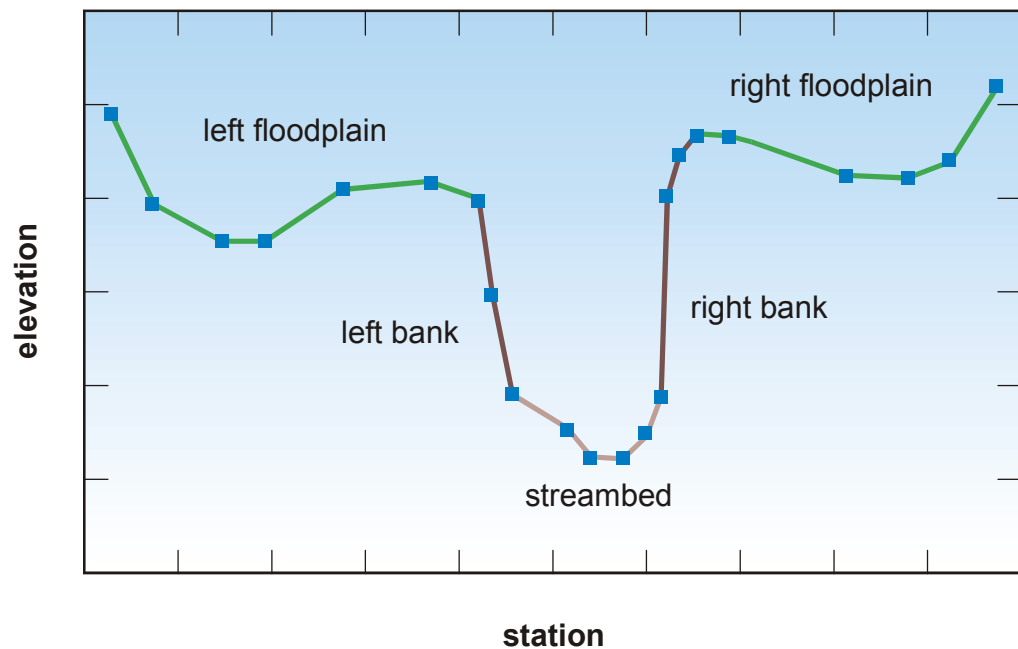 right floodplain
left floodplain
elevation
right bank
left bank
streambed
station